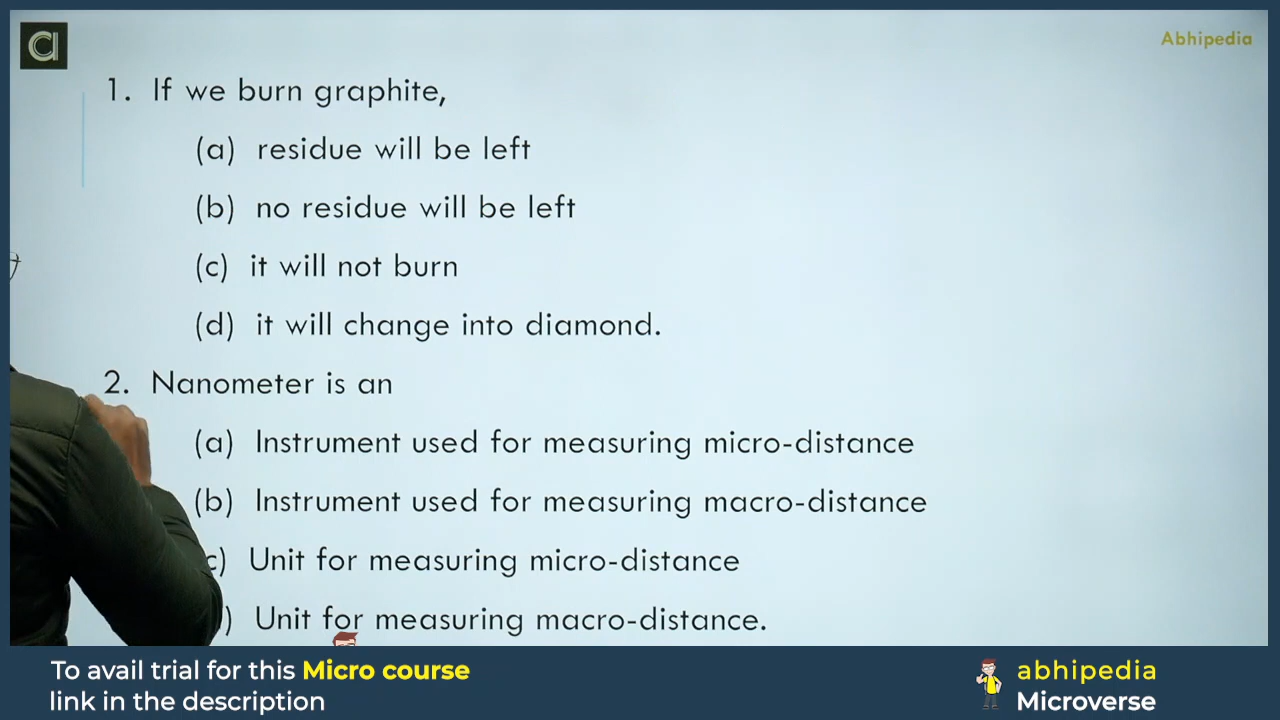 Abhipedia
1. If we burn graphite,
(a) residue will be left
(b) no residue will be left
(c) it will not burn
(d) it will change into diamond.
2. Nanometer is an
(a) Instrument used for measuring micro-distance
(b) Instrument used for measuring macro-distance
c) Unit for measuring micro-distance
) Unit for measuring macro-distance.
To avail trial for this Micro course
link in the description
abhipedia
Microverse